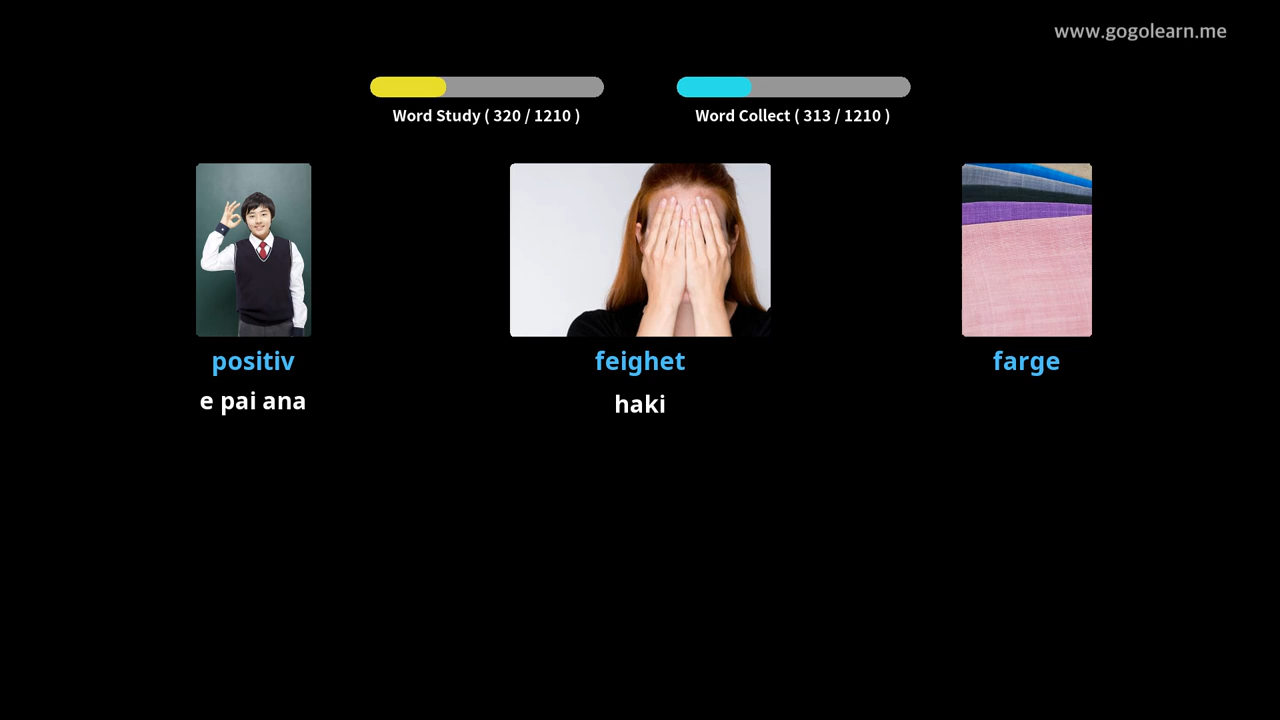 www.gogolearn.me
Word Study ( 320 / 1210 )
Word Collect ( 313 / 1210 )
positiv
feighet
farge
e pai ana
haki